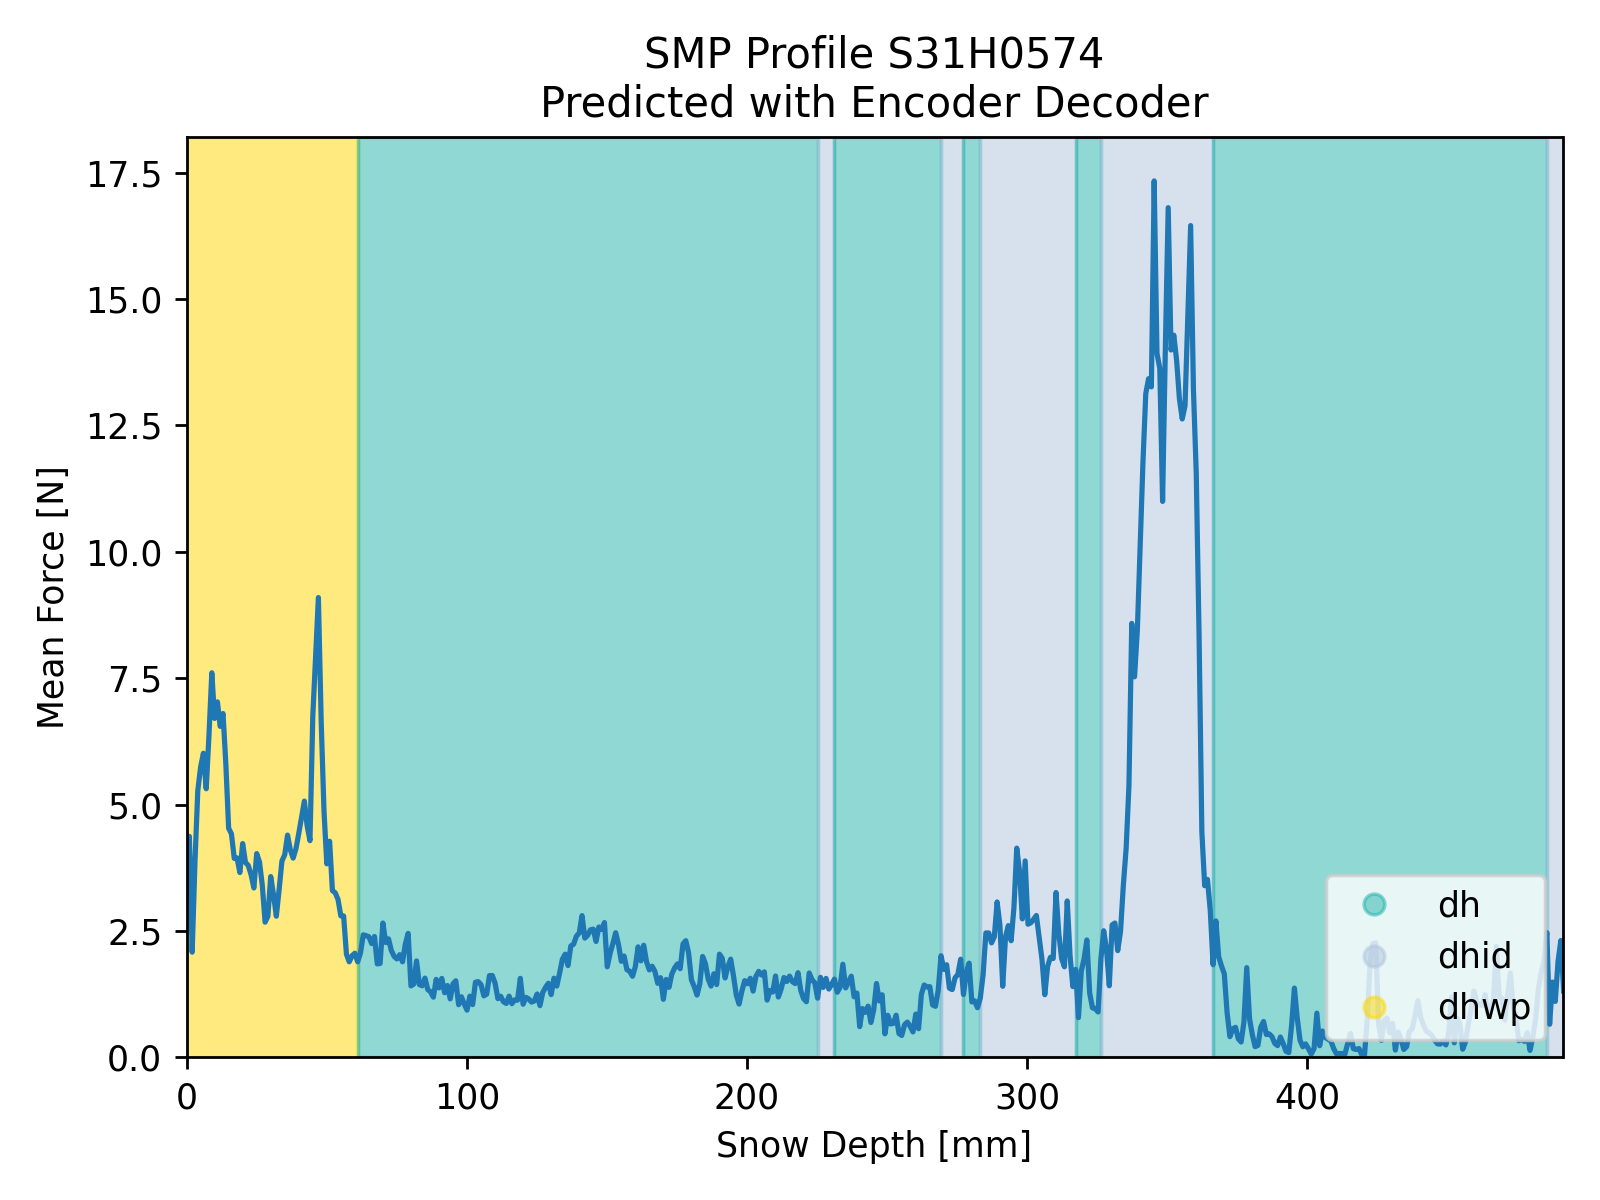 SMP Profile S31H0574
Predicted with Encoder Decoder
17.5
15.0
12.5
10.0
7.5
5.0
2.5
0.0
Mean Force [N]
dh
dhid
dhwp
0 100 200 300 400
Snow Depth [mm]